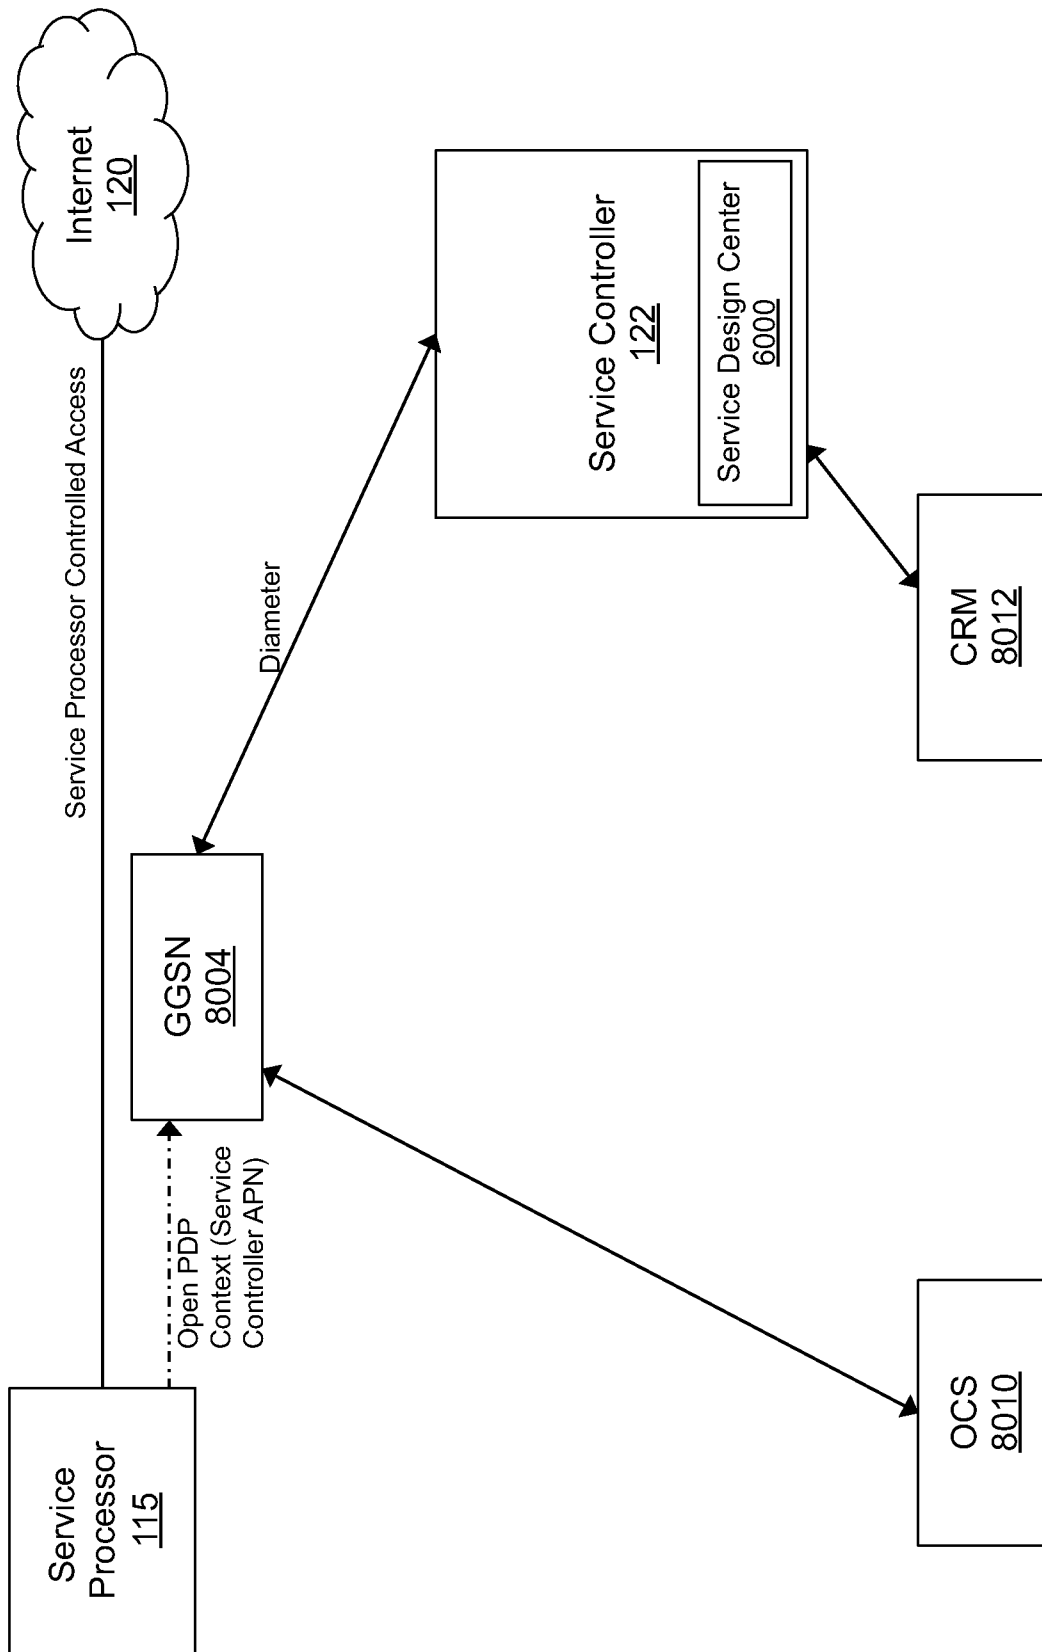 Service
Processor
115
Service Processor Controlled Access
Internet
120
Open PDP
Context (Service
Controller APN)
GGSN
8004
Diameter
Service Controller
122
Service Design Center
6000
OCS
8010
CRM
8012